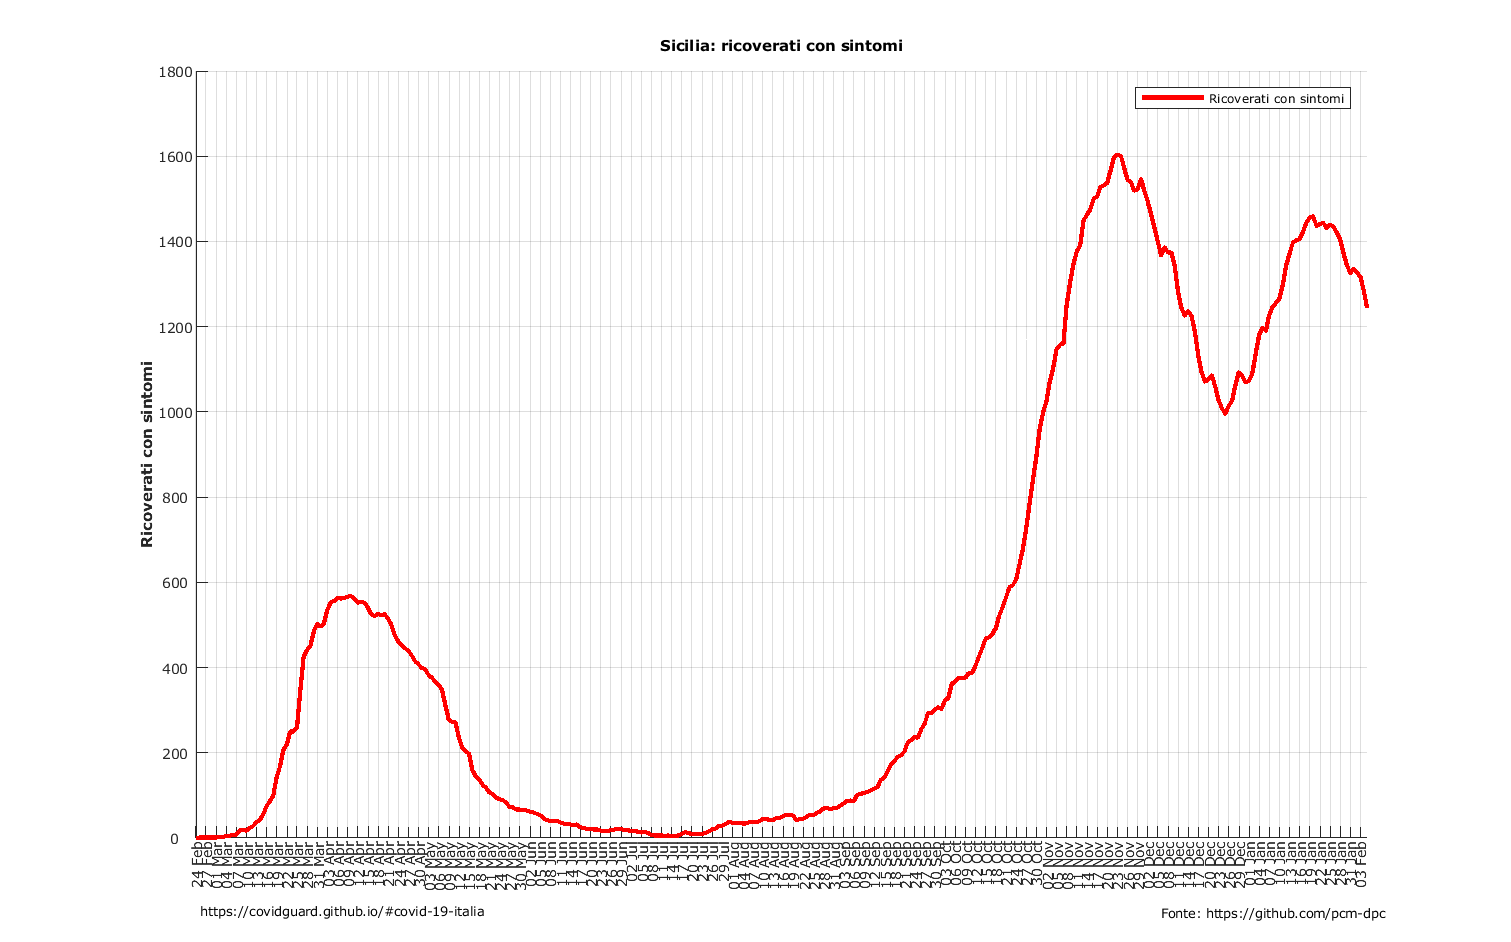 Sicilia: ricoverati con sintomi
Ricoverati con sintomi
Ricoverati con sintomi
1800
1600
1400
1200
1000
800
600
400
200
0
24 Feb
27 Feb
01 Mar
04 Mar
07 Mar
10 Mar
13 Mar
16 Mar
19 Mar
22 Mar
25 Mar
28 Mar
31 Mar
03 Apr
06 Apr
09 Apr
12 Apr
15 Apr
18 Apr
21 Apr
24 Apr
27 Apr
30 Apr
03 May
06 May
09 May
12 May
15 May
18 May
21 May
24 May
27 May
30 May
02 Jun
05 Jun
08 Jun
11 Jun
14 Jun
17 Jun
20 Jun
23 Jun
26 Jun
29 Jun
02 Jul
05 Jul
08 Jul
11 Jul
14 Jul
17 Jul
20 Jul
23 Jul
26 Jul
29 Jul
01 Aug
04 Aug
07 Aug
10 Aug
13 Aug
16 Aug
19 Aug
22 Aug
25 Aug
28 Aug
31 Aug
03 Sep
06 Sep
09 Sep
12 Sep
15 Sep
18 Sep
21 Sep
24 Sep
27 Sep
30 Sep
03 Oct
06 Oct
09 Oct
12 Oct
15 Oct
18 Oct
21 Oct
24 Oct
27 Oct
30 Oct
02 Nov
05 Nov
08 Nov
11 Nov
14 Nov
17 Nov
20 Nov
23 Nov
26 Nov
29 Nov
02 Dec
05 Dec
08 Dec
11 Dec
14 Dec
17 Dec
20 Dec
23 Dec
26 Dec
29 Dec
01 Jan
04 Jan
07 Jan
10 Jan
13 Jan
16 Jan
19 Jan
22 Jan
25 Jan
28 Jan
31 Jan
03 Feb
https://covidguard.github.io/#covid-19-italia
Fonte: https://github.com/pcm-dpc